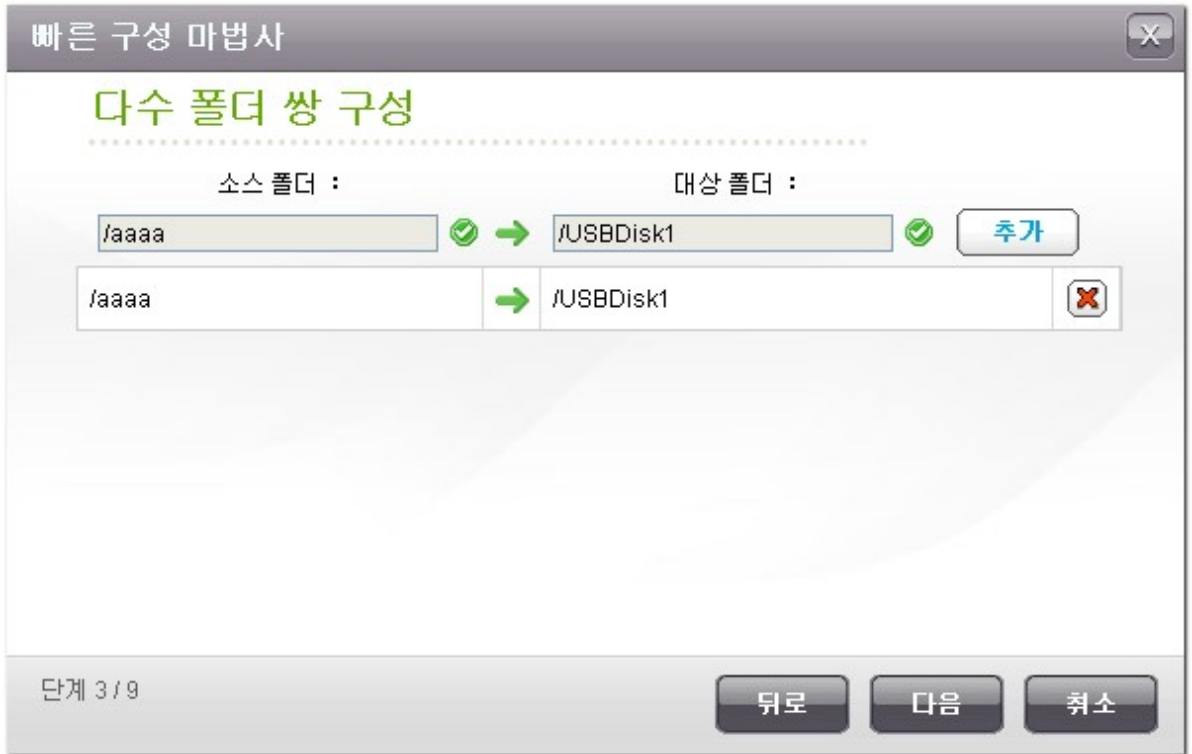 빠른 구성 마법사
다수 폴더 쌍 구성
소스 폴더 : 대상 폴더 :
/aaaa /USBDisk1 추가
/aaaa /USBDisk1
단계 3 / 9 뒤로 다음 취소